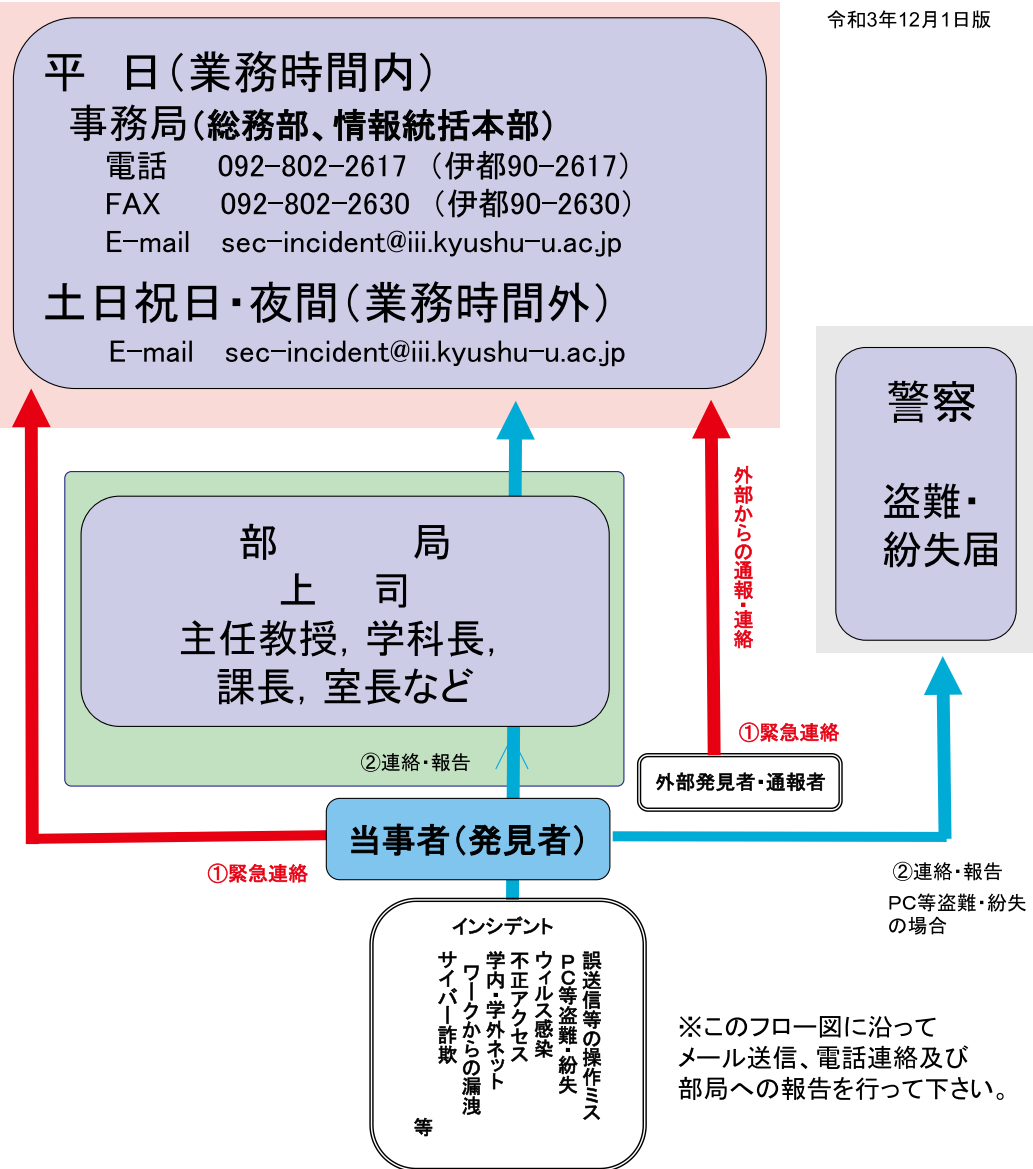 令和3年12月1日版
平　日（業務時間内）
事務局（総務部、情報統括本部）
電話　092-802-2617（伊都90-2617）
FAX　092-802-2630（伊都90-2630）
E-mail　sec-incident@iii.kyushu-u.ac.jp
土日祝日・夜間（業務時間外）
E-mail　sec-incident@iii.kyushu-u.ac.jp
警察
盗難・
紛失届
外部からの通報・連絡
部　局
上　司
主任教授，学科長，
課長，室長など
①緊急連絡
②連絡・報告
外部発見者・通報者
当事者（発見者）
①緊急連絡
②連絡・報告
PC等盗難・紛失
の場合
インシデント
誤送信等の操作ミス
PC等盗難・紛失
ウィルス感染
不正アクセス
学内・学外ネット
ワークからの漏洩
サイバー詐欺
等
※このフロー図に沿って
メール送信、電話連絡及び
部局への報告を行って下さい。